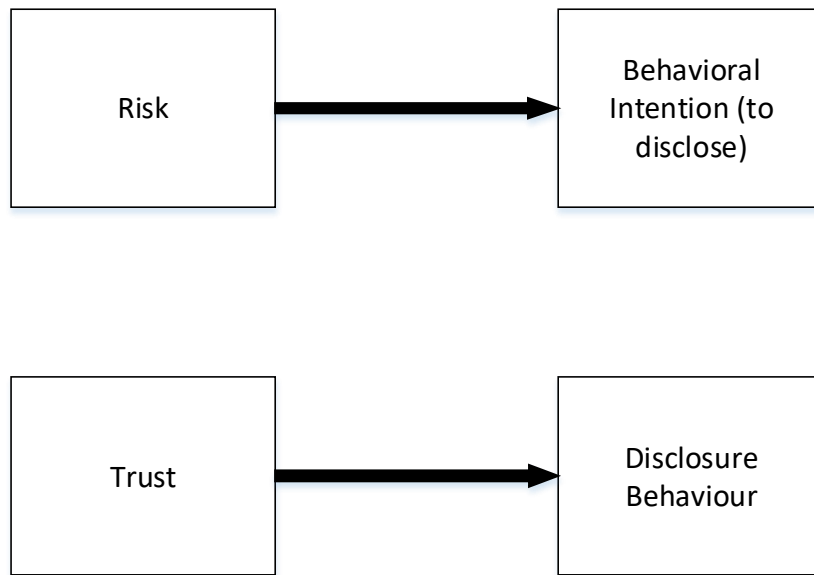 Risk
Behavioral
Intention (to
disclose)
Trust
Disclosure
Behaviour